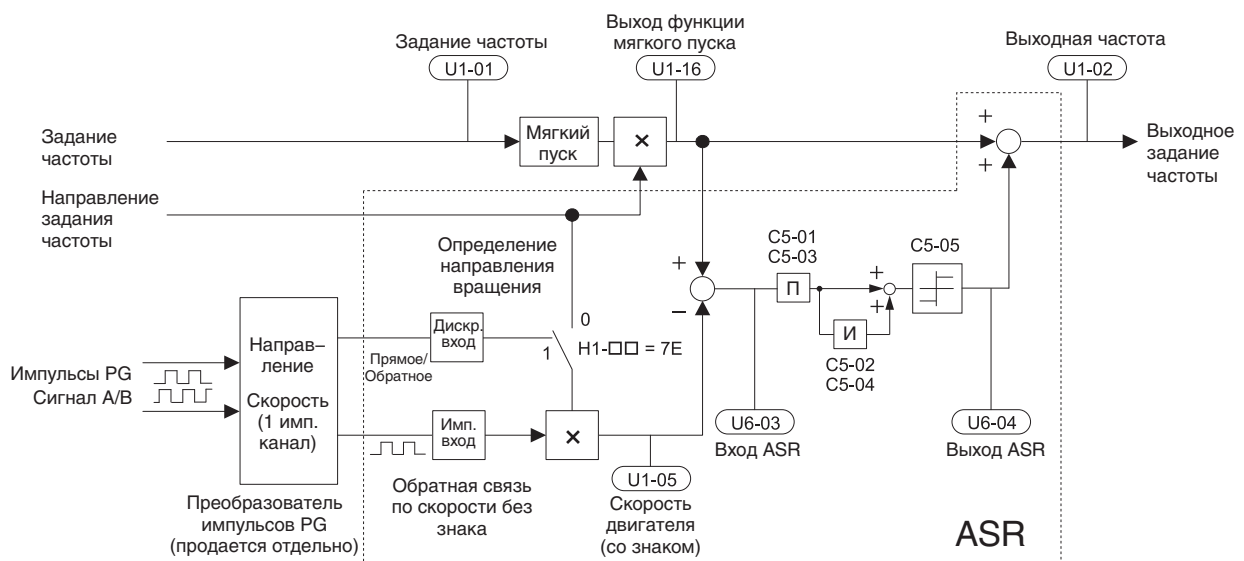 Задание частоты
U1-01
Выход функции
мягкого пуска
U1-16
Выходная частота
U1-02
Задание
частоты
Мягкий
пуск
×
+
+
Выходное
задание
частоты
Направление
задания
частоты
Определение
направления
вращения
+
−
C5-01
C5-03
П
И
C5-02
C5-04
+
+
C5-05
Импульсы PG
Сигнал A/B
Направ–
ление
Скорость
(1 имп.
канал)
Прямое/
Обратное
Дискр.
вход
0
1
H1-□□ = 7E
Имп.
вход
×
U6-03
Вход ASR
U6-04
Выход ASR
U1-05
Скорость
двигателя
(со знаком)
Преобразователь
импульсов PG
(продается отдельно)
Обратная связь
по скорости без
знака
ASR